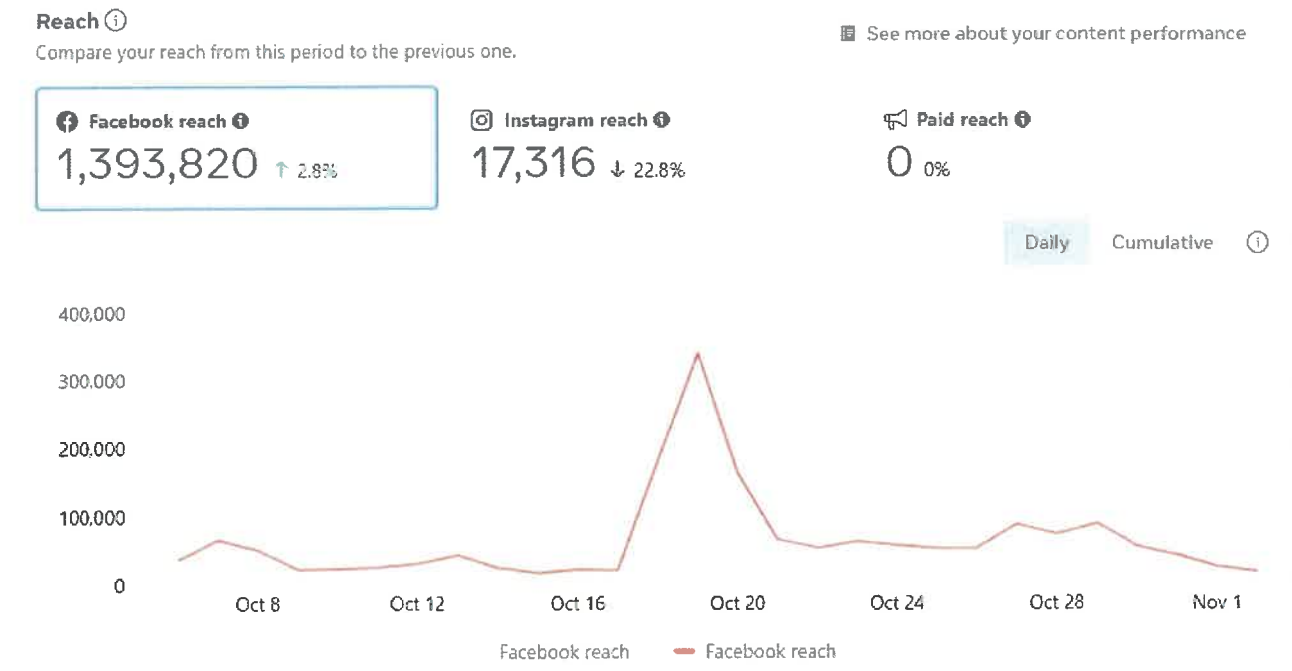 Reach
See more about your content performance
Compare your reach from this period to the previous one.
Facebook reach
1,393,820 ↑ 2.8%
Instagram reach
17,316 ↓ 22.8%
Paid reach
0 0%
Daily Cumulative
400,000
300,000
200,000
100,000
0
Oct 8 Oct 12 Oct 16 Oct 20 Oct 24 Oct 28 Nov 1
Facebook reach Facebook reach